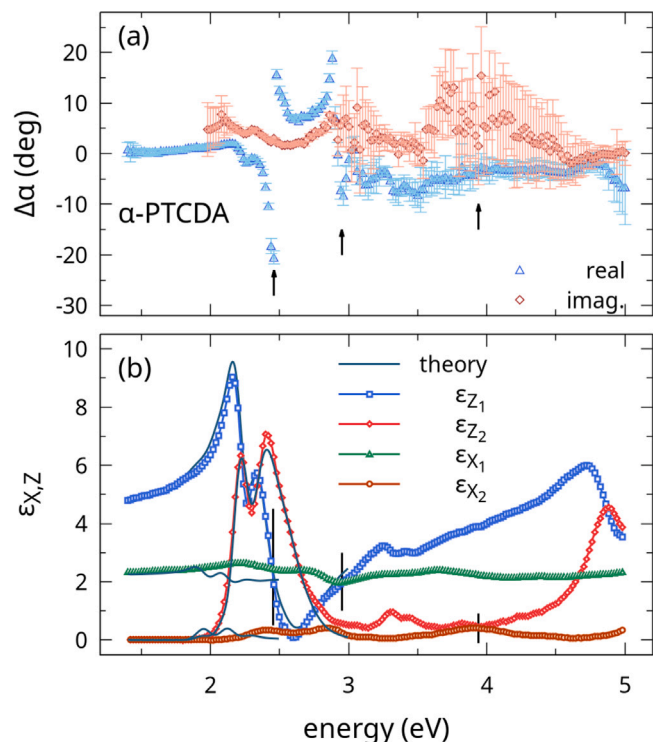 (a)
20
10
0
-10
-20
-30
Δα (deg)
α-PTCDA
real
imag.
(b)
10
8
6
4
2
0
εX,Z
theory
εZ1
εZ2
εX1
εX2
2
3
4
5
energy (eV)